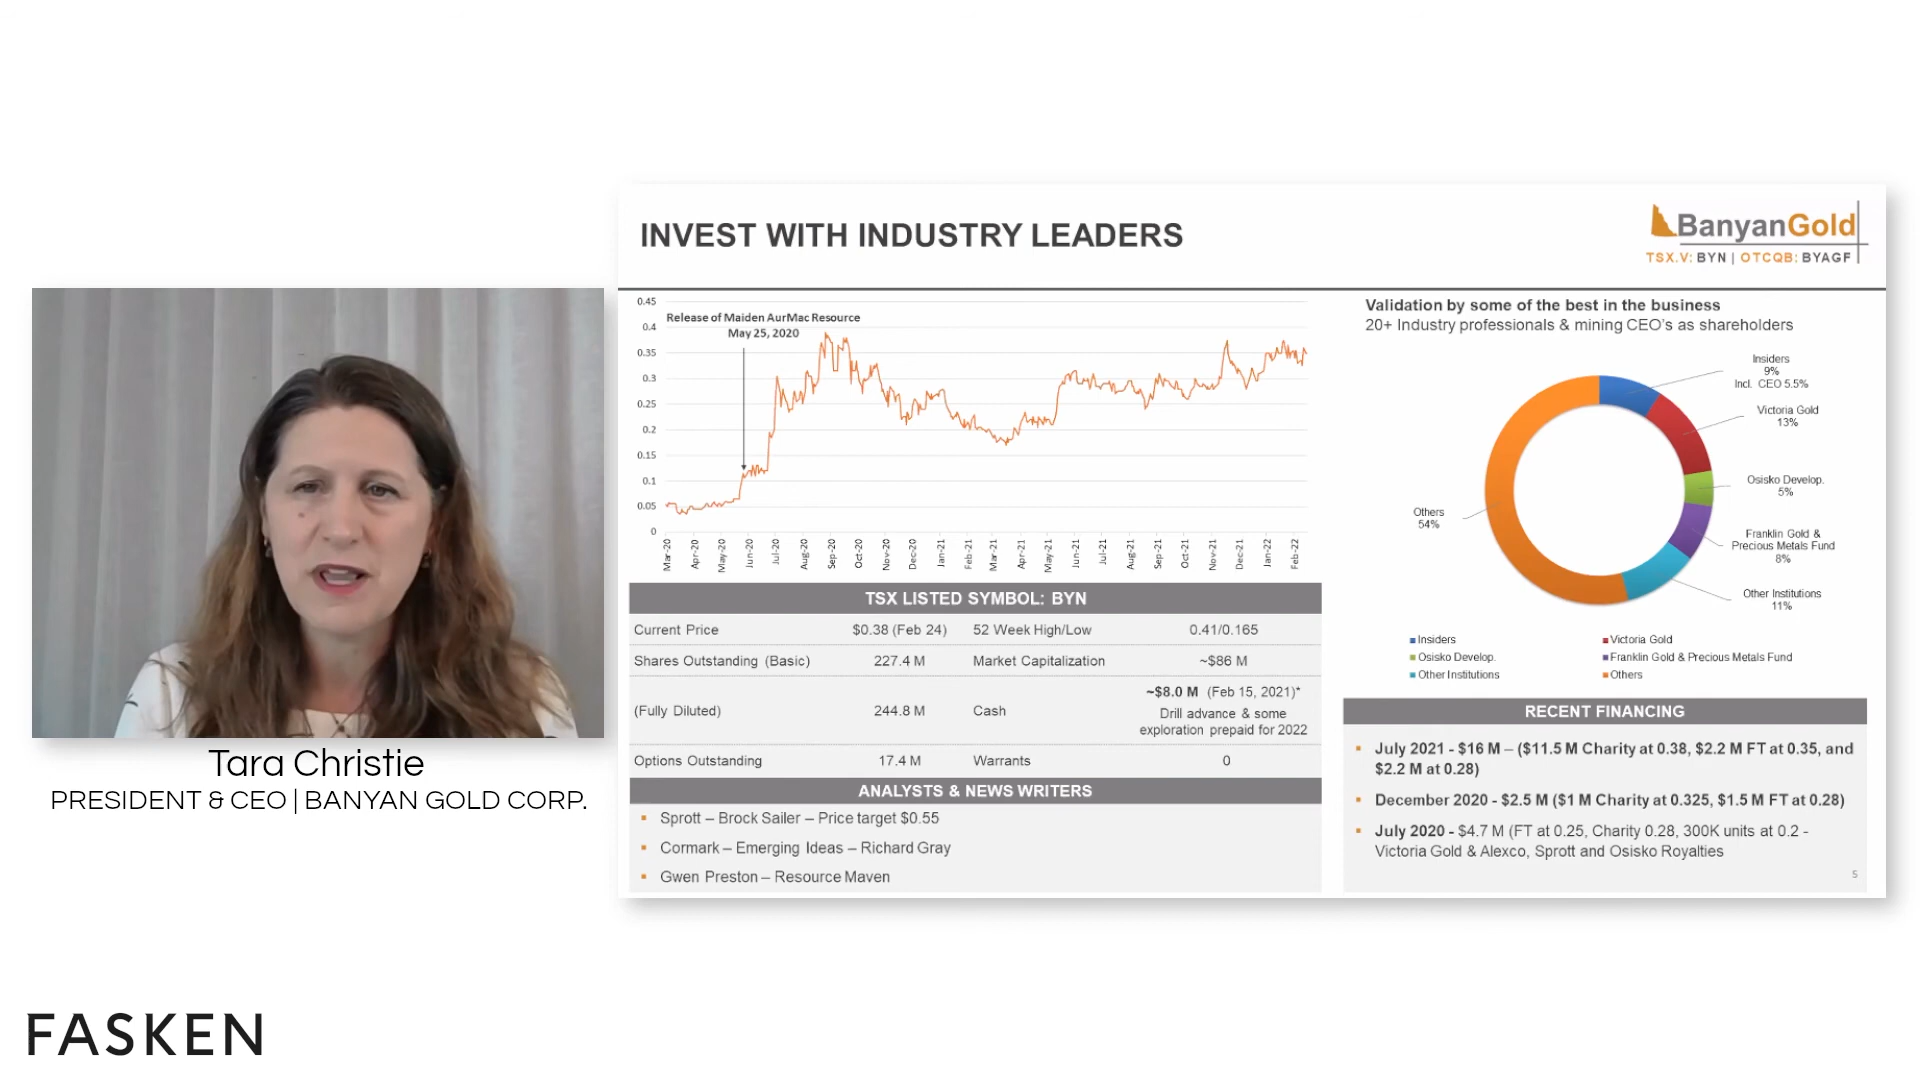 Tara Christie
PRESIDENT & CEO | BANYAN GOLD CORP.
FASKEN
INVEST WITH INDUSTRY LEADERS
BanyanGold
TSX.V: BYN | OTCQB: BYAGF
0.45
0.4
0.35
0.3
0.25
0.2
0.15
0.1
0.05
0
Release of Maiden AurMac Resource
May 25, 2020
Mar-20
Apr-20
May-20
Jun-20
Jul-20
Aug-20
Sep-20
Oct-20
Nov-20
Dec-20
Jan-21
Feb-21
Mar-21
Apr-21
May-21
Jun-21
Jul-21
Aug-21
Sep-21
Oct-21
Nov-21
Dec-21
Jan-22
Feb-22
TSX LISTED SYMBOL: BYN
Current Price $0.38 (Feb 24) 52 Week High/Low 0.41/0.165
Shares Outstanding (Basic) 227.4 M Market Capitalization ~$86 M
(Fully Diluted) 244.8 M Cash ~$8.0 M (Feb 15, 2021)*
Drill advance & some
exploration prepaid for 2022
Options Outstanding 17.4 M Warrants 0
ANALYSTS & NEWS WRITERS
Sprott – Brock Sailer – Price target $0.55
Cormark – Emerging Ideas – Richard Gray
Gwen Preston – Resource Maven
Validation by some of the best in the business
20+ Industry professionals & mining CEO's as shareholders
Insiders
9%
Incl. CEO 5.5%
Victoria Gold
13%
Osisko Develop.
5%
Franklin Gold &
Precious Metals Fund
8%
Other Institutions
11%
Others
54%
Insiders
Victoria Gold
Osisko Develop.
Franklin Gold & Precious Metals Fund
Other Institutions
Others
RECENT FINANCING
July 2021 - $16 M – ($11.5 M Charity at 0.38, $2.2 M FT at 0.35, and
$2.2 M at 0.28)
December 2020 - $2.5 M ($1 M Charity at 0.325, $1.5 M FT at 0.28)
July 2020 - $4.7 M (FT at 0.25, Charity 0.28, 300K units at 0.2 -
Victoria Gold & Alexco, Sprott and Osisko Royalties
5